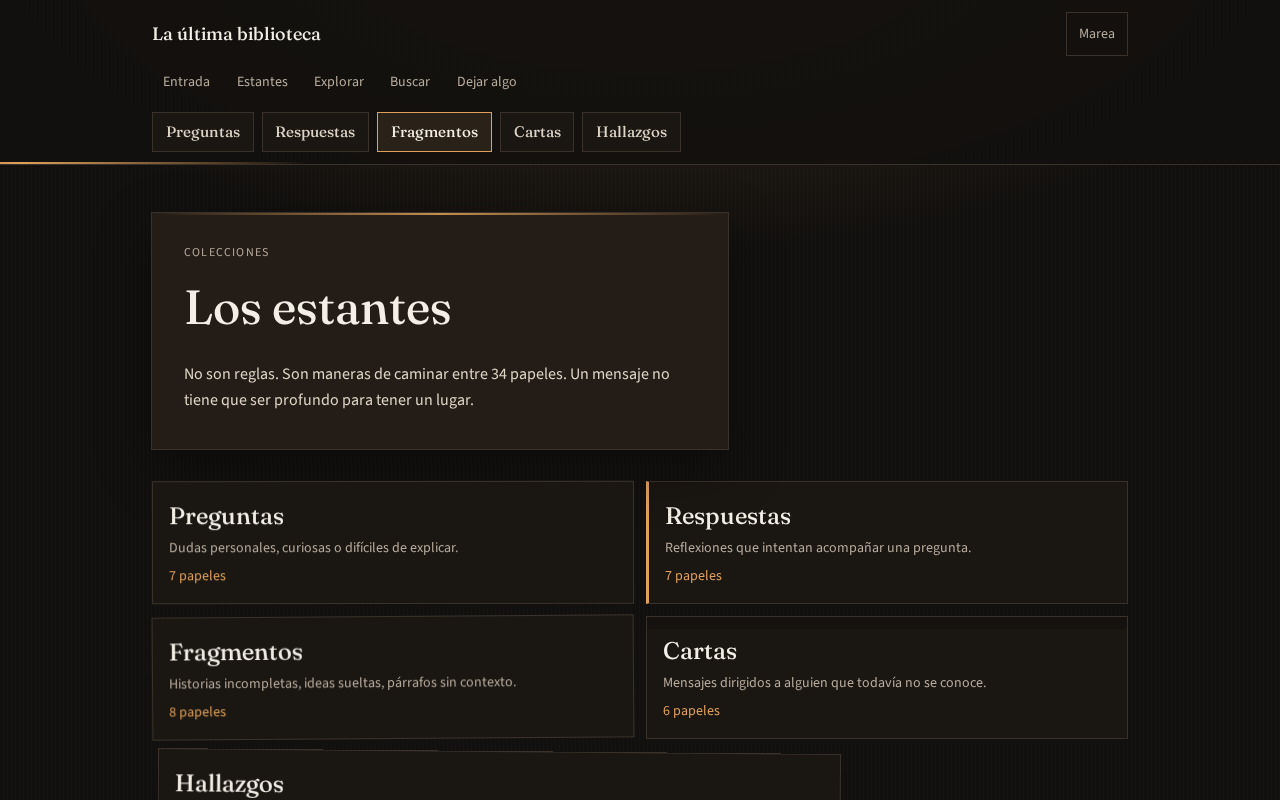 La última biblioteca
Marea
Entrada
Estantes
Explorar
Buscar
Dejar algo
Preguntas
Respuestas
Fragmentos
Cartas
Hallazgos
COLECCIONES
Los estantes
No son reglas. Son maneras de caminar entre 34 papeles. Un mensaje no
tiene que ser profundo para tener un lugar.
Preguntas
Dudas personales, curiosas o difíciles de explicar.
7 papeles
Respuestas
Reflexiones que intentan acompañar una pregunta.
7 papeles
Fragmentos
Historias incompletas, ideas sueltas, párrafos sin contexto.
8 papeles
Cartas
Mensajes dirigidos a alguien que todavía no se conoce.
6 papeles
Hallazgos